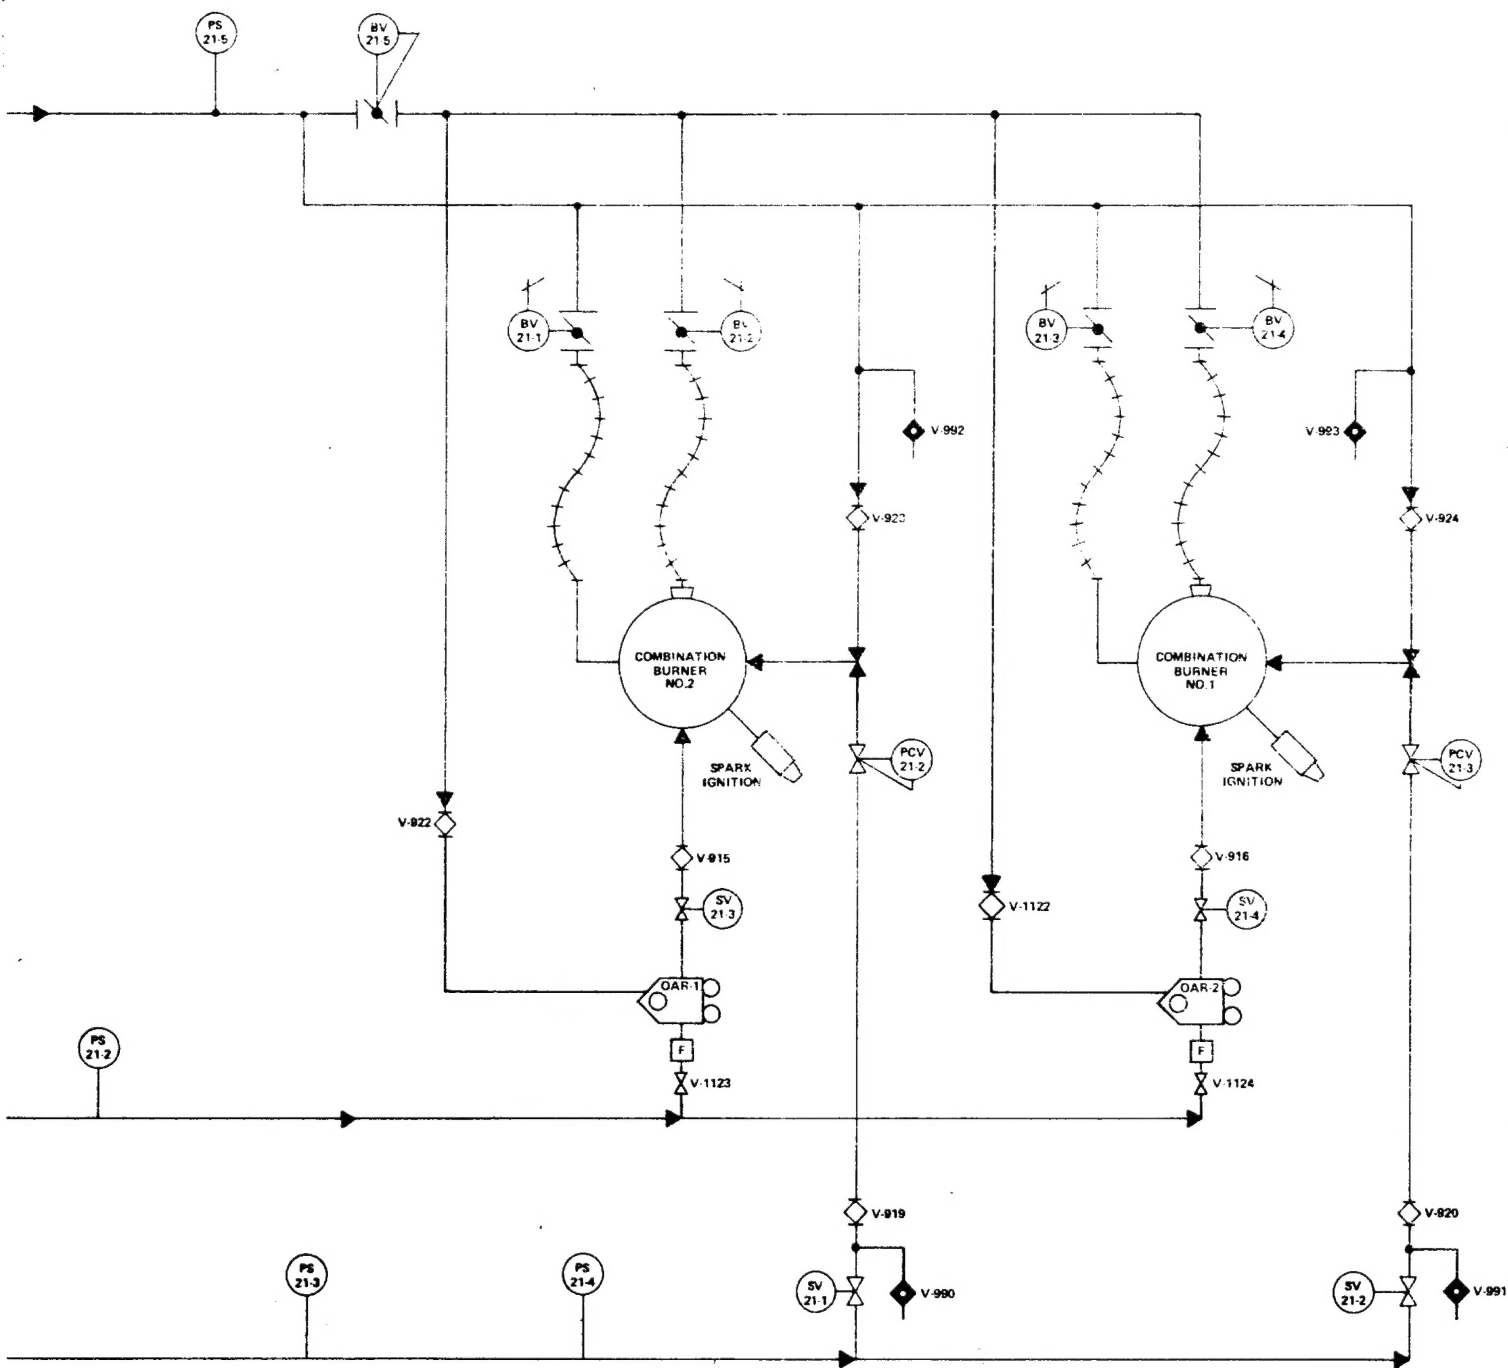 PS
21-5
BV
21-5
BV
21-1
BV
21-2
BV
21-3
BV
21-4
V-992
V-993
V-923
V-924
COMBINATION
BURNER
NO.2
COMBINATION
BURNER
NO.1
SPARK
IGNITION
PCV
21-2
SPARK
IGNITION
PCV
21-3
V-922
V-915
V-916
SV
21-3
V-1122
SV
21-4
OAR-1
OAR-2
PS
21-2
F
F
V-1123
V-1124
V-919
V-920
PS
21-3
PS
21-4
SV
21-1
V-990
SV
21-2
V-991